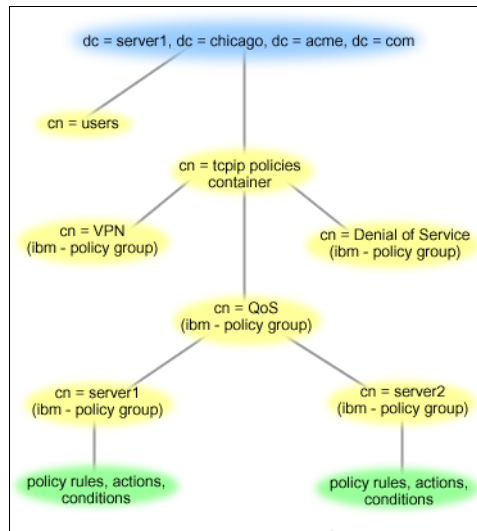 dc = server1, dc = chicago, dc = acme, dc = com
cn = users
cn = tcpip policies
container
cn = VPN
(ibm - policy group)
cn = Denial of Service
(ibm - policy group)
cn = QoS
(ibm - policy group)
cn = server1
(ibm - policy group)
cn = server2
(ibm - policy group)
policy rules, actions,
conditions
policy rules, actions,
conditions